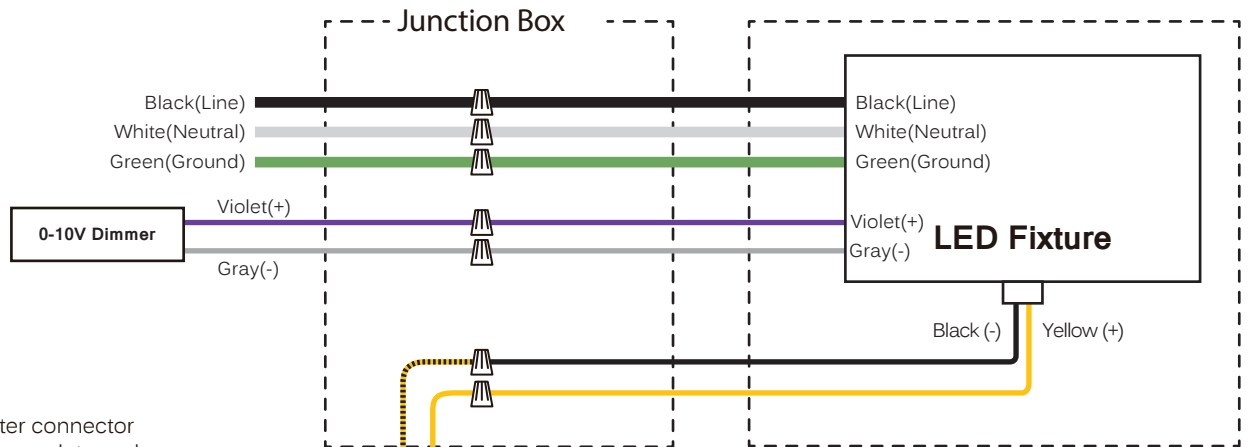 Junction Box
Black(Line)
White(Neutral)
Green(Ground)
Black(Line)
White(Neutral)
Green(Ground)
0-10V Dimmer
Violet(+)
Gray(-)
Violet(+)
Gray(-)
LED Fixture
Black (-)
Yellow (+)
ter connector